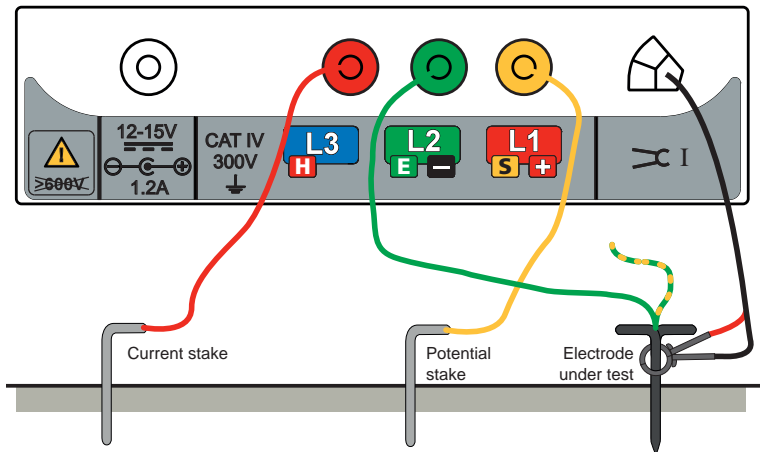 12-15V
1.2A
>600V
CAT IV
300V
L3
H
L2
E −
L1
S +
I
Current stake
Potential
stake
Electrode
under test